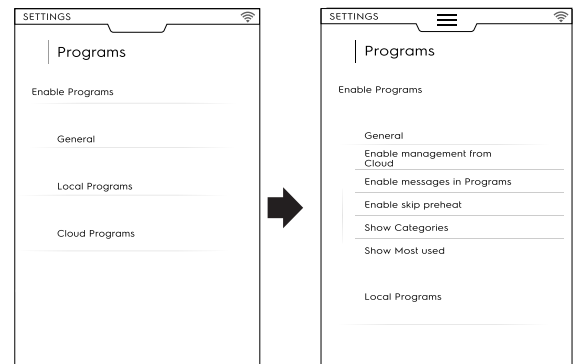 SETTINGS
Programs
Enable Programs
General
Local Programs
Cloud Programs
SETTINGS
Programs
Enable Programs
General
Enable management from
Cloud
Enable messages in Programs
Enable skip preheat
Show Categories
Show Most used
Local Programs